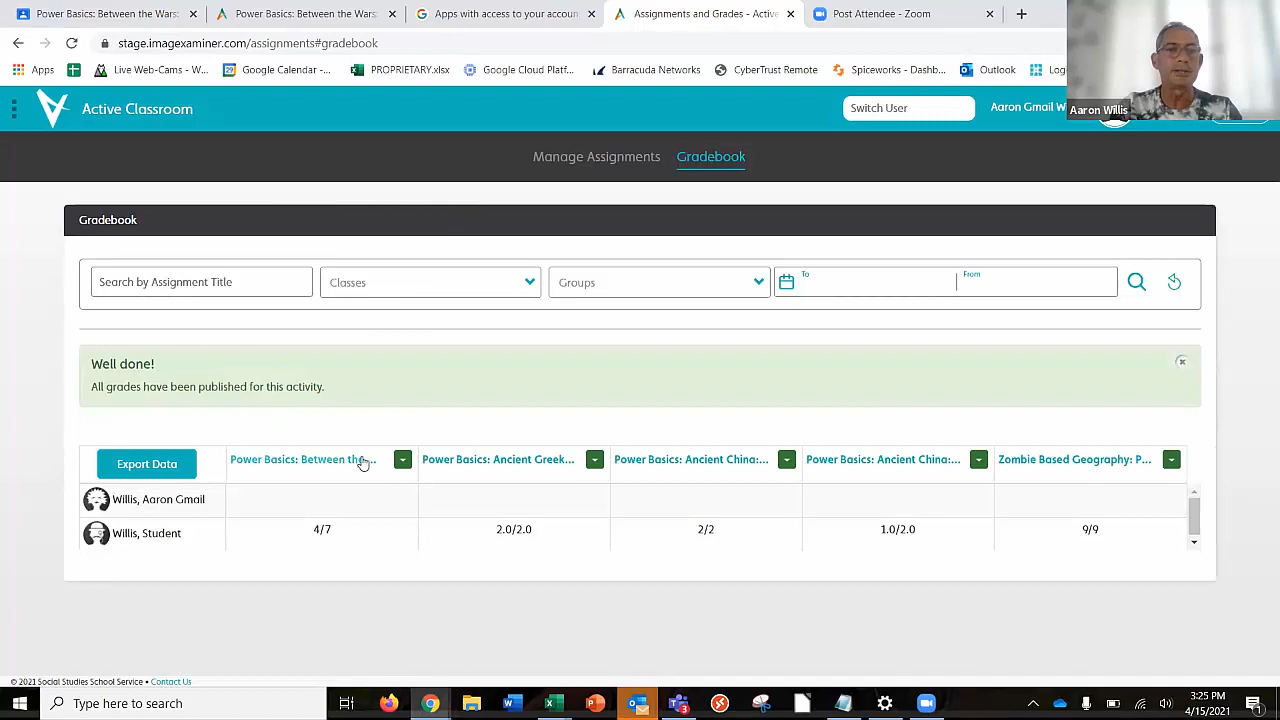 Power Basics: Between the Wars:
Power Basics: Between the Wars:
Apps with access to your accoun
Assignments and Grades - Active
Post Attendee - Zoom
stage.imagexaminer.com/assignments#gradebook
Apps
Live Web-Cams - W...
Google Calendar -...
PROPRIETARY.xlsx
Google Cloud Platf...
Barracuda Networks
CyberTrust Remote
Spiceworks - Dashb...
Outlook
Log
Active Classroom
Switch User
Aaron Gmail W
Aaron Willis
Manage Assignments
Gradebook
Gradebook
Search by Assignment Title
Classes
Groups
To
From
Well done!
All grades have been published for this activity.
Export Data
Power Basics: Between the...
Power Basics: Ancient Greek...
Power Basics: Ancient China:...
Power Basics: Ancient China:...
Zombie Based Geography: P...
Willis, Aaron Gmail
Willis, Student
4/7
2.0/2.0
2/2
1.0/2.0
9/9
© 2021 Social Studies School Service • Contact Us
Type here to search
3:25 PM
4/15/2021